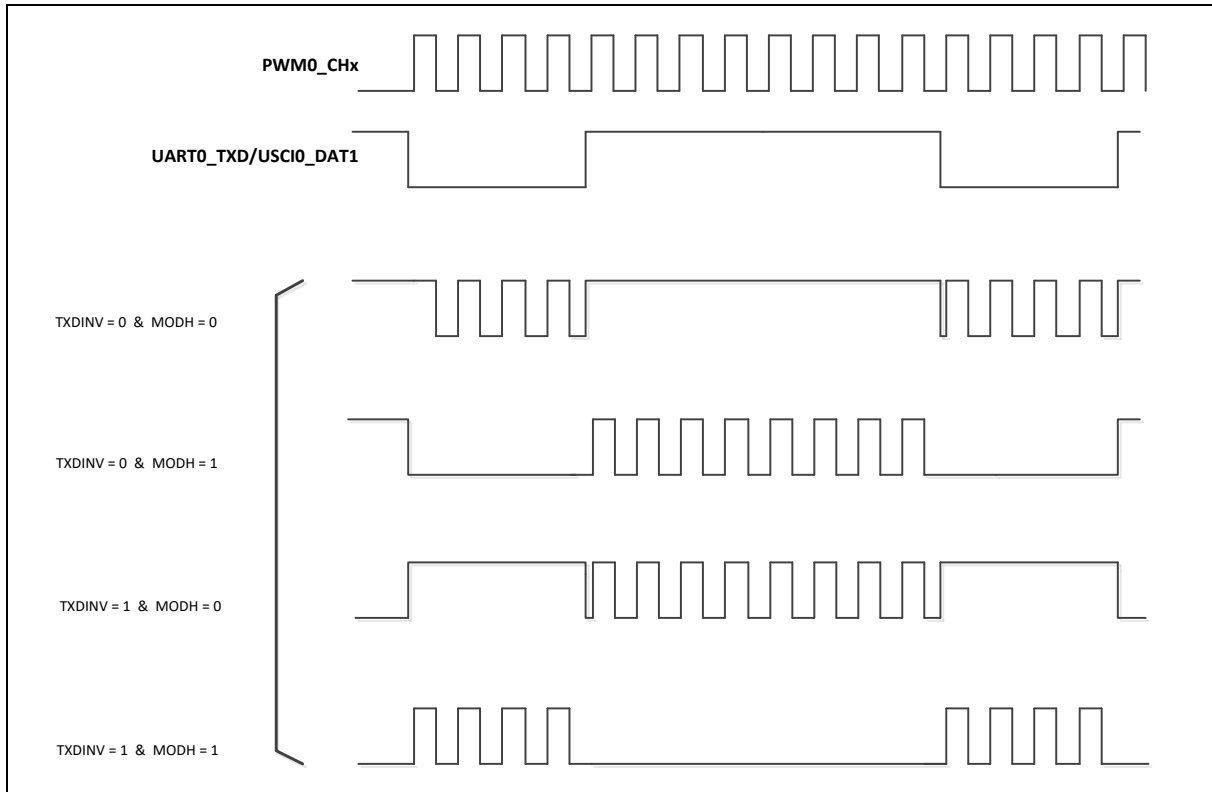 PWM0_CHx
UART0_TXD/USCI0_DAT1
TXDINV = 0 & MODH = 0
TXDINV = 0 & MODH = 1
TXDINV = 1 & MODH = 0
TXDINV = 1 & MODH = 1